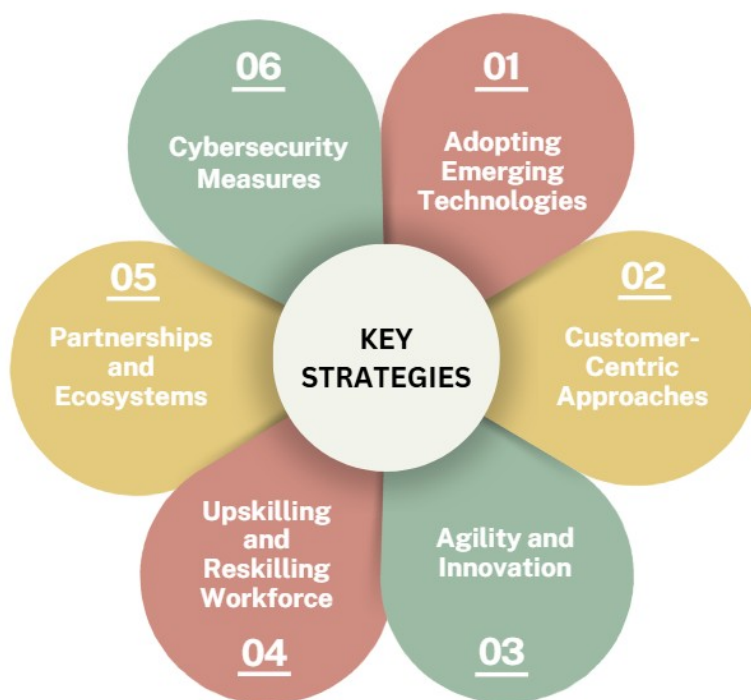 KEY
STRATEGIES
01
Adopting
Emerging
Technologies
02
Customer-
Centric
Approaches
Agility and
Innovation
03
Upskilling
and
Reskilling
Workforce
04
05
Partnerships
and
Ecosystems
06
Cybersecurity
Measures